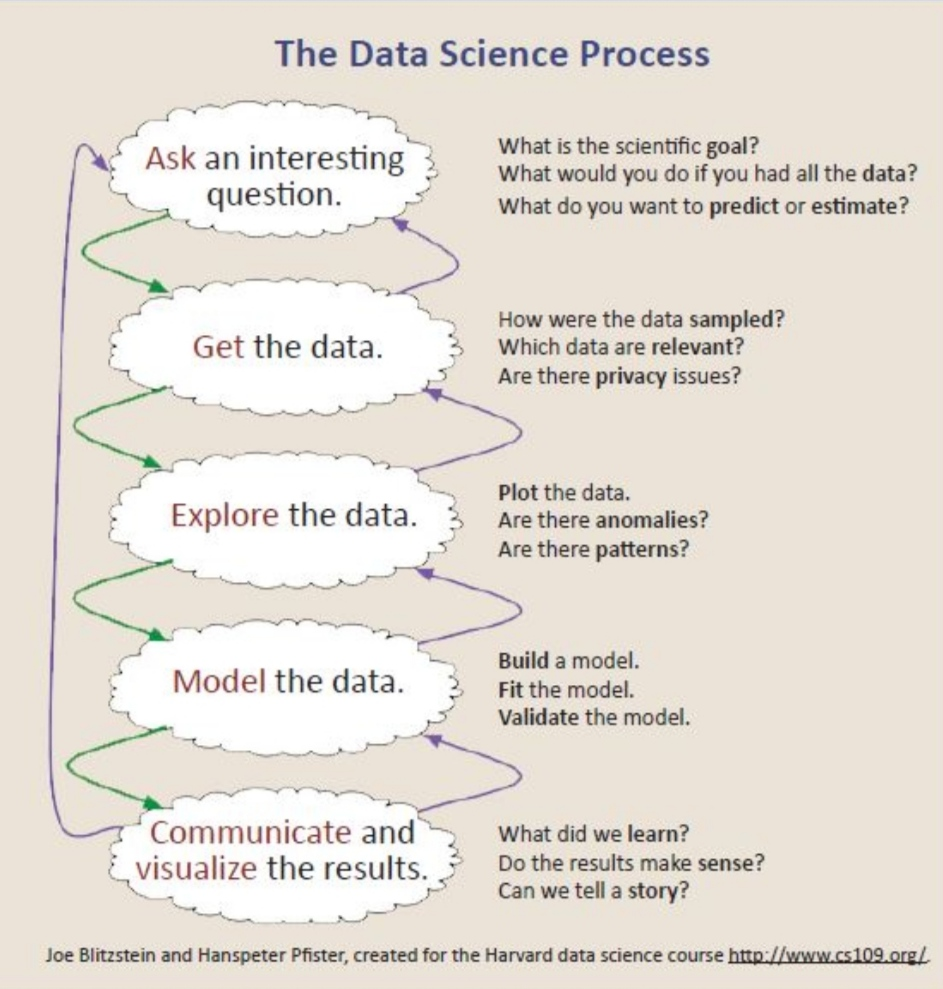 The Data Science Process
Ask an interesting
question.
What is the scientific goal?
What would you do if you had all the data?
What do you want to predict or estimate?
Get the data.
How were the data sampled?
Which data are relevant?
Are there privacy issues?
Explore the data.
Plot the data.
Are there anomalies?
Are there patterns?
Model the data.
Build a model.
Fit the model.
Validate the model.
Communicate and
visualize the results.
What did we learn?
Do the results make sense?
Can we tell a story?
Joe Blitzstein and Hanspeter Pfister, created for the Harvard data science course http://www.cs109.org/.